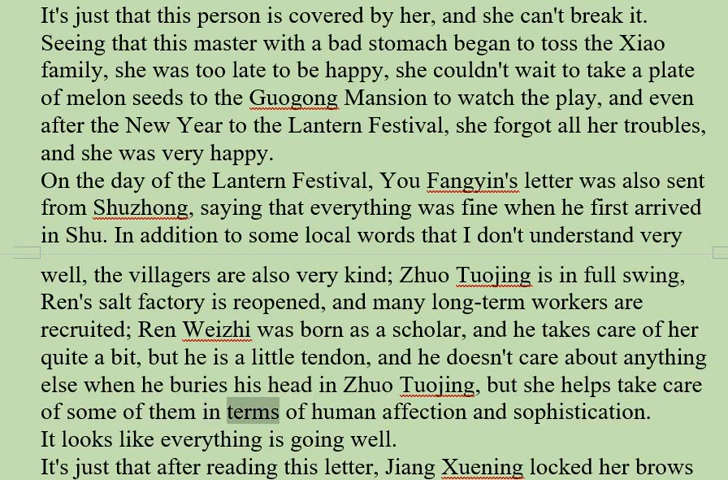 It's just that this person is covered by her, and she can't break it.
Seeing that this master with a bad stomach began to toss the Xiao
family, she was too late to be happy, she couldn't wait to take a plate
of melon seeds to the Guogong Mansion to watch the play, and even
after the New Year to the Lantern Festival, she forgot all her troubles,
and she was very happy.
On the day of the Lantern Festival, You Fangyin's letter was also sent
from Shuzhong, saying that everything was fine when he first arrived
in Shu. In addition to some local words that I don't understand very
well, the villagers are also very kind; Zhuo Tuojing is in full swing,
Ren's salt factory is reopened, and many long-term workers are
recruited; Ren Weizhi was born as a scholar, and he takes care of her
quite a bit, but he is a little tendon, and he doesn't care about anything
else when he buries his head in Zhuo Tuojing, but she helps take care
of some of them in terms of human affection and sophistication.
It looks like everything is going well.
It's just that after reading this letter, Jiang Xuening locked her brows